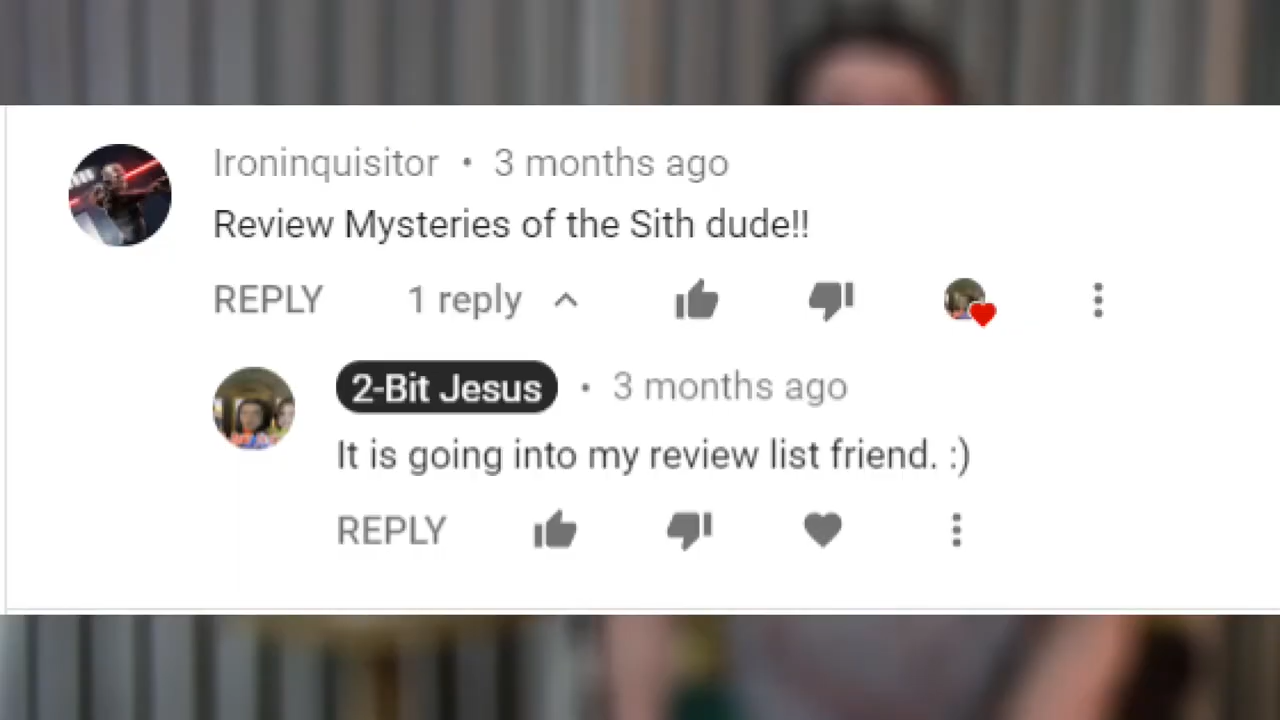 Ironinquisitor • 3 months ago
Review Mysteries of the Sith dude!!
REPLY 1 reply
2-Bit Jesus • 3 months ago
It is going into my review list friend. :)
REPLY